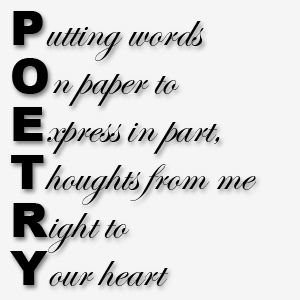 Putting words
On paper to
Express in part,
Thoughts from me
Right to
Your heart